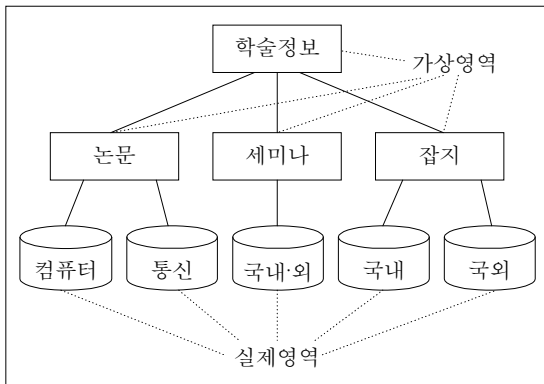 학술정보
가상영역
논문 세미나 잡지
컴퓨터 통신 국내·외 국내 국외
실제영역